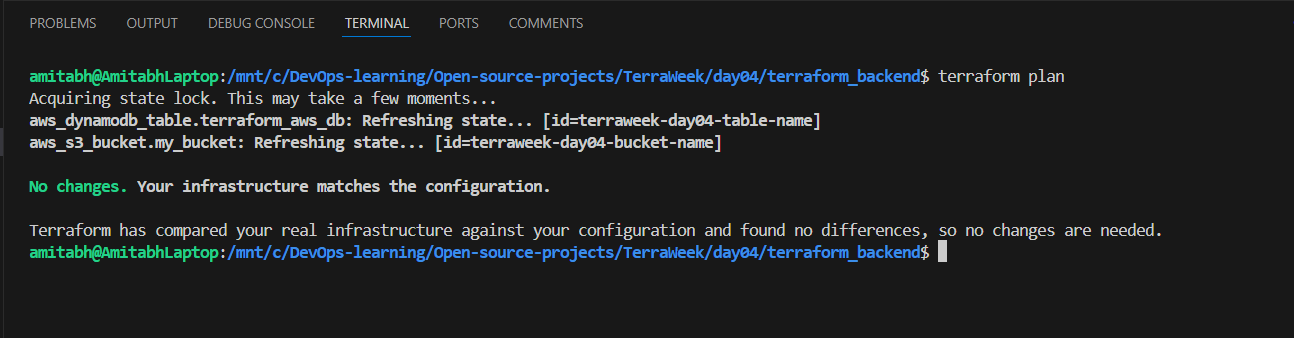 PROBLEMS OUTPUT DEBUG CONSOLE TERMINAL PORTS COMMENTS
amitabh@AmitabhLaptop:/mnt/c/DevOps-learning/Open-source-projects/TerraWeek/day04/terraform_backend$ terraform plan
Acquiring state lock. This may take a few moments...
aws_dynamodb_table.terraform_aws_db: Refreshing state... [id=terraweek-day04-table-name]
aws_s3_bucket.my_bucket: Refreshing state... [id=terraweek-day04-bucket-name]
No changes. Your infrastructure matches the configuration.
Terraform has compared your real infrastructure against your configuration and found no differences, so no changes are needed.
amitabh@AmitabhLaptop:/mnt/c/DevOps-learning/Open-source-projects/TerraWeek/day04/terraform_backend$